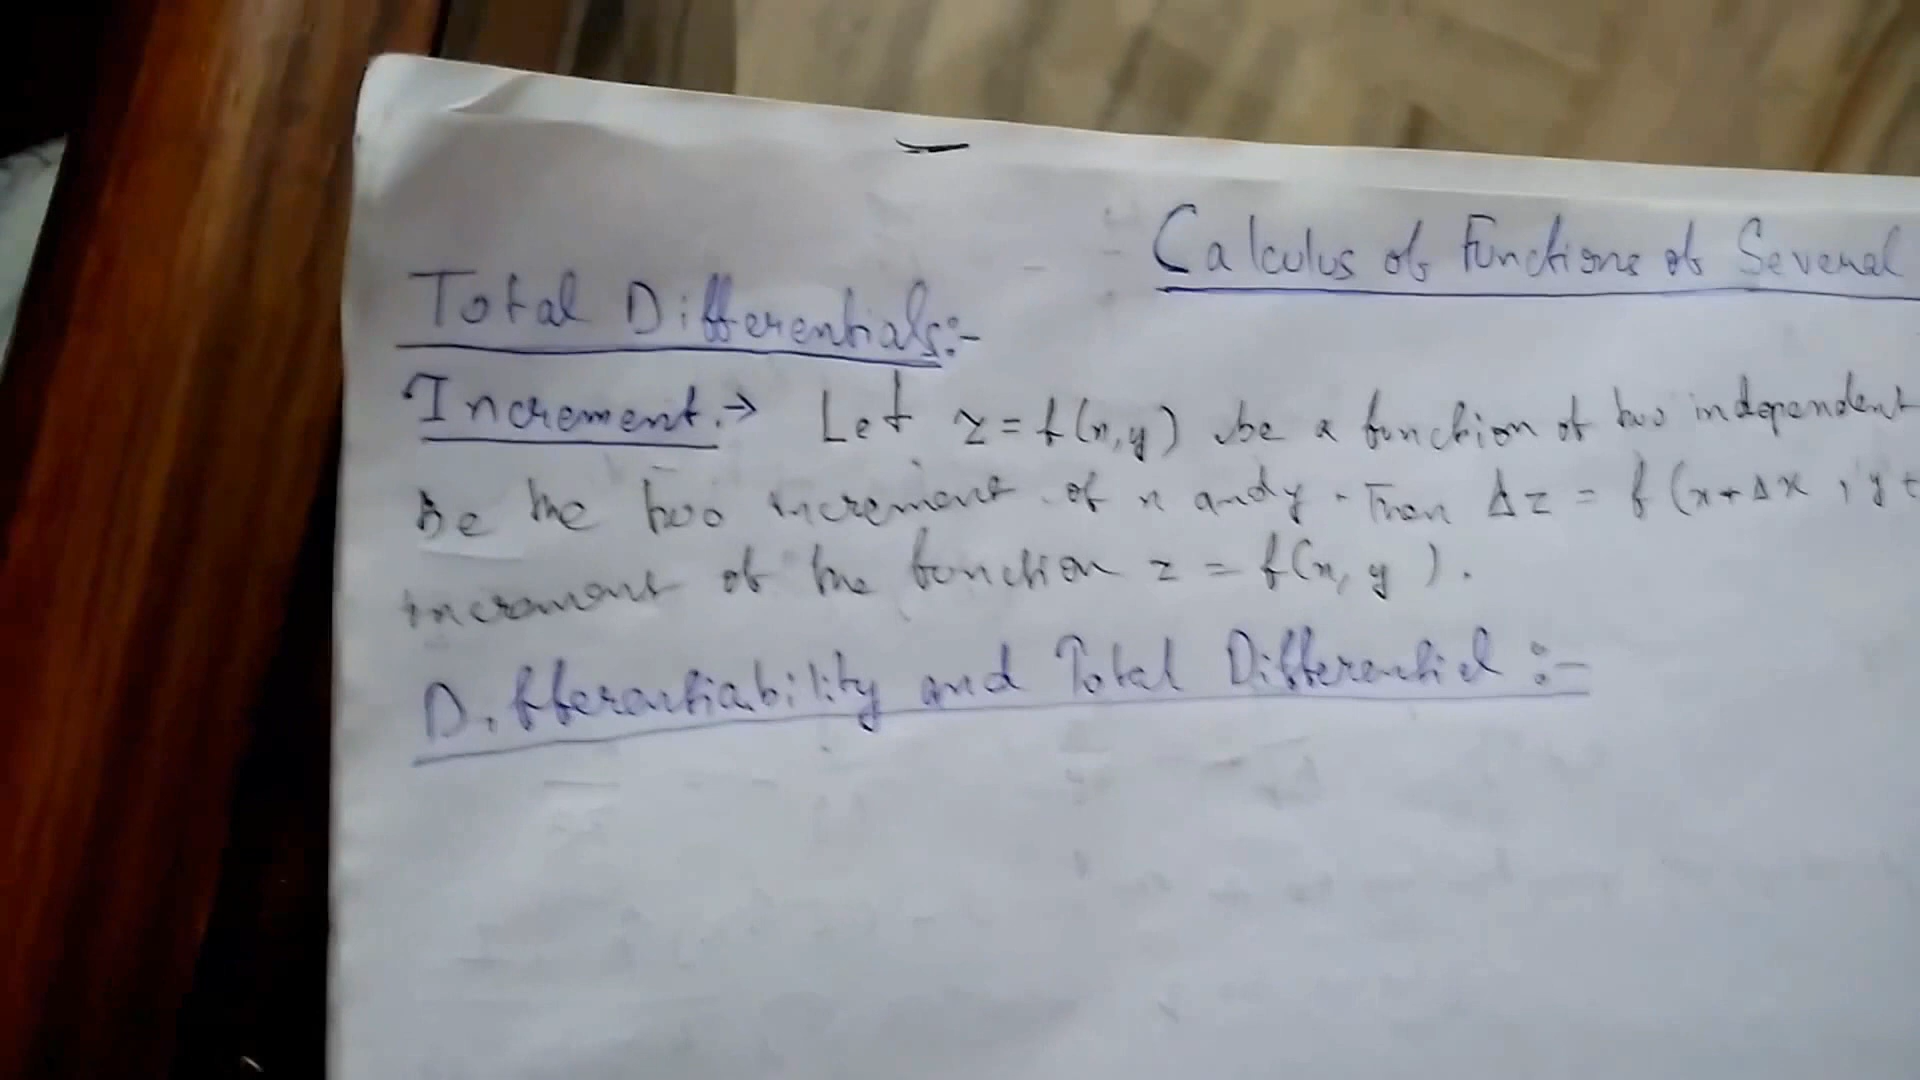 Calculus of Functions of Several
Total Differentials:-
Increment:→ Let z = f(x,y) be a function of two independent
Be the two increment of x and y. Then Δz = f(x+Δx, y+
increment of the function z = f(x, y).
Differentiability and Total Differential :-